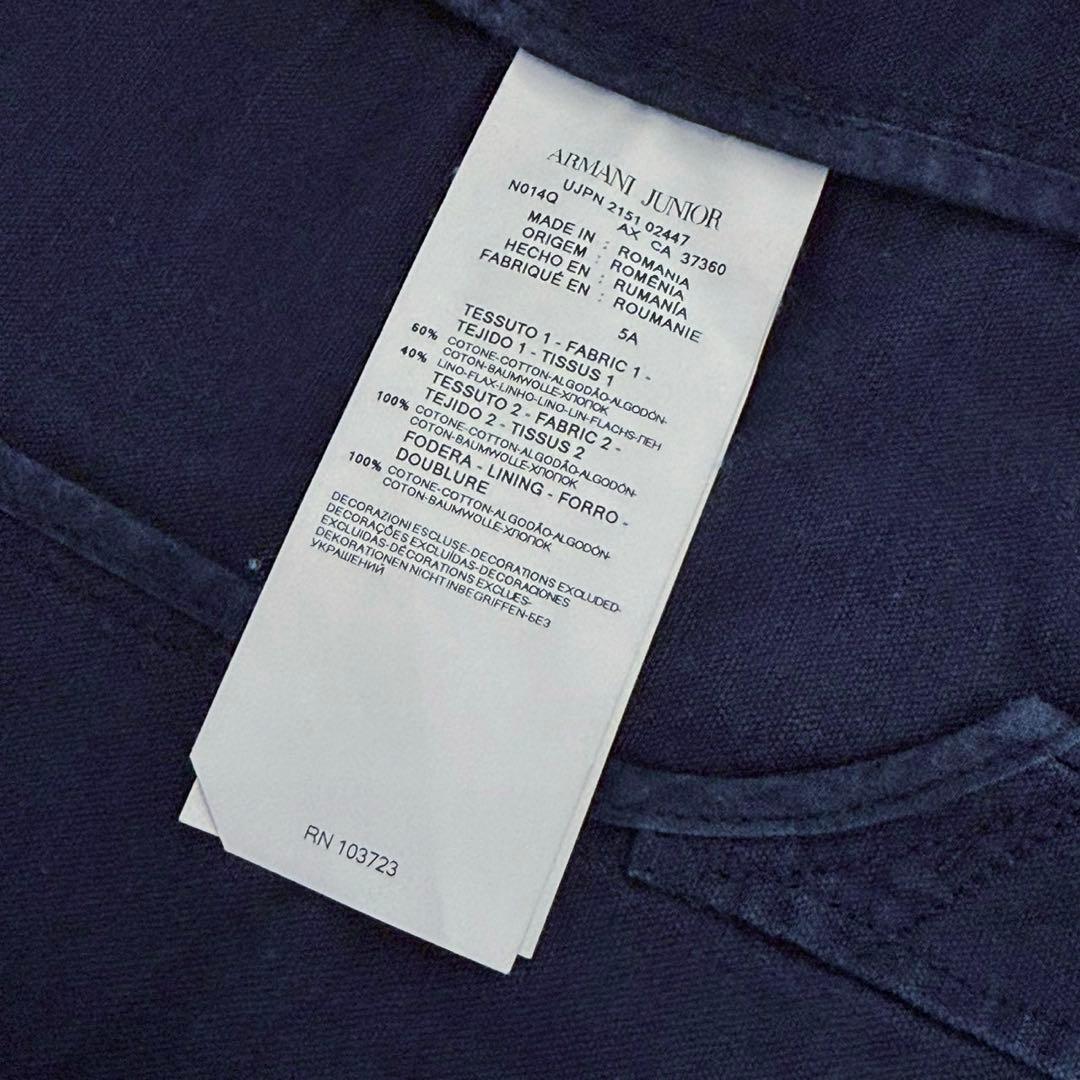 ARMANI JUNIOR
UJPN 2151 02447
N014Q AX CA 37360
MADE IN : ROMANIA
ORIGEM : ROMÊNIA
HECHO EN : RUMANÍA
FABRIQUÉ EN : ROUMANIE
5A
TESSUTO 1 - FABRIC 1 -
TEJIDO 1 - TISSUS 1
60% COTONE-COTTON-ALGODÃO-ALGODÓN-
COTON-BAUMWOLLE-ХЛОПОК
40% LINO-FLAX-LINHO-LINO-LIN-FLACHS-ЛЕН
TESSUTO 2 - FABRIC 2 -
TEJIDO 2 - TISSUS 2
100% COTONE-COTTON-ALGODÃO-ALGODÓN-
COTON-BAUMWOLLE-ХЛОПОК
FODERA - LINING - FORRO -
DOUBLURE
100% COTONE-COTTON-ALGODÃO-ALGODÓN-
COTON-BAUMWOLLE-ХЛОПОК
DECORAZIONI ESCLUSE-DECORATIONS EXCLUDED-
DECORAÇÕES EXCLUÍDAS-DECORACIONES
EXCLUIDAS-DÉCORATIONS EXCLUES-
DEKORATIONEN NICHT INBEGRIFFEN-БЕЗ
УКРАШЕНИЙ
RN 103723